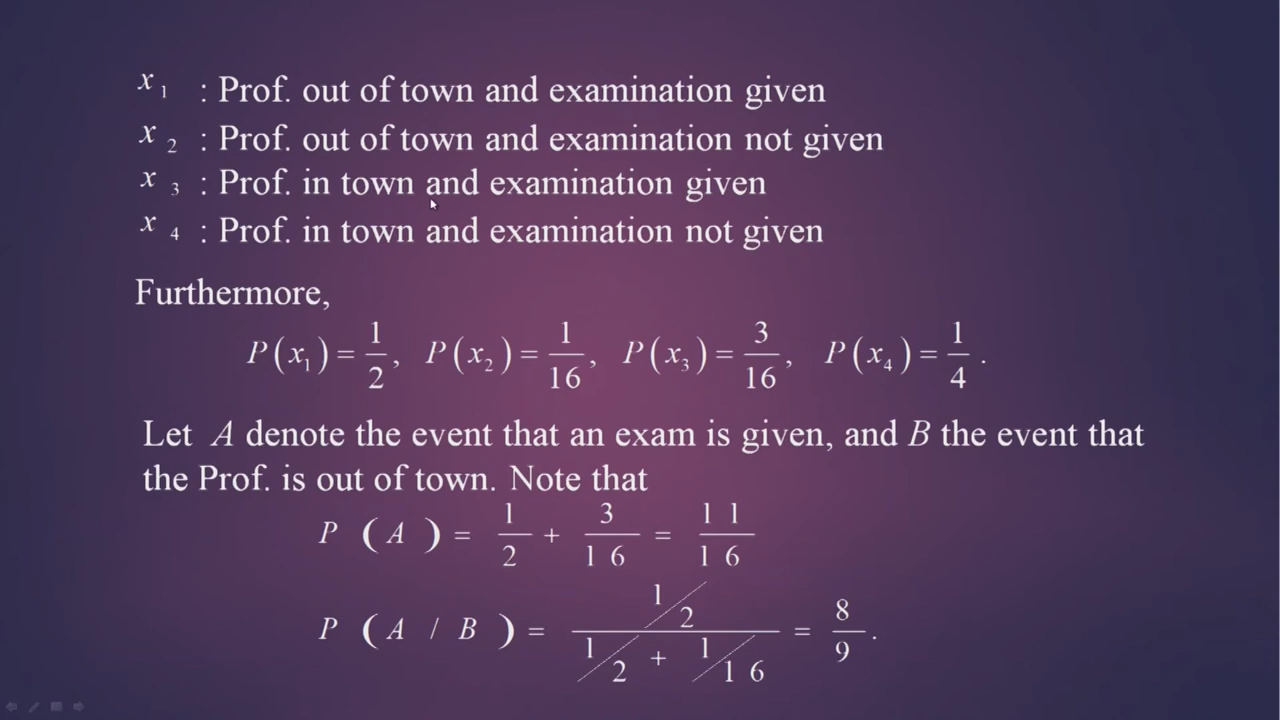 x₁ : Prof. out of town and examination given
x₂ : Prof. out of town and examination not given
x₃ : Prof. in town and examination given
x₄ : Prof. in town and examination not given
Furthermore,
P(x₁) = 1/2, P(x₂) = 1/16, P(x₃) = 3/16, P(x₄) = 1/4.
Let A denote the event that an exam is given, and B the event that
the Prof. is out of town. Note that
P (A) = 1/2 + 3/16 = 11/16
P (A / B) = (1/2) / (1/2 + 1/16) = 8/9.